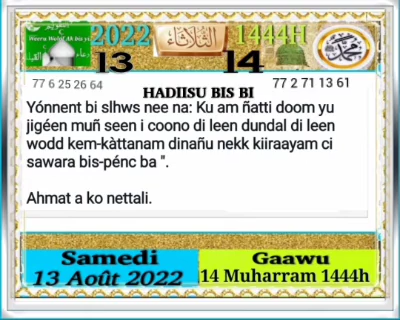 2022 الثلاثاء 1444H
13 14
77 6 25 26 64
77 2 71 13 61
HADIISU BIS BI
Yónnent bi slhws nee na: Ku am ñatti doom yu
jigéen muñ seen i coono di leen dundal di leen
wodd kem-kàttanam dinañu nekk kiiraayam ci
sawara bis-pénc ba ".
Ahmat a ko nettali.
Samedi
13 Août 2022
Gaawu
14 Muharram 1444h